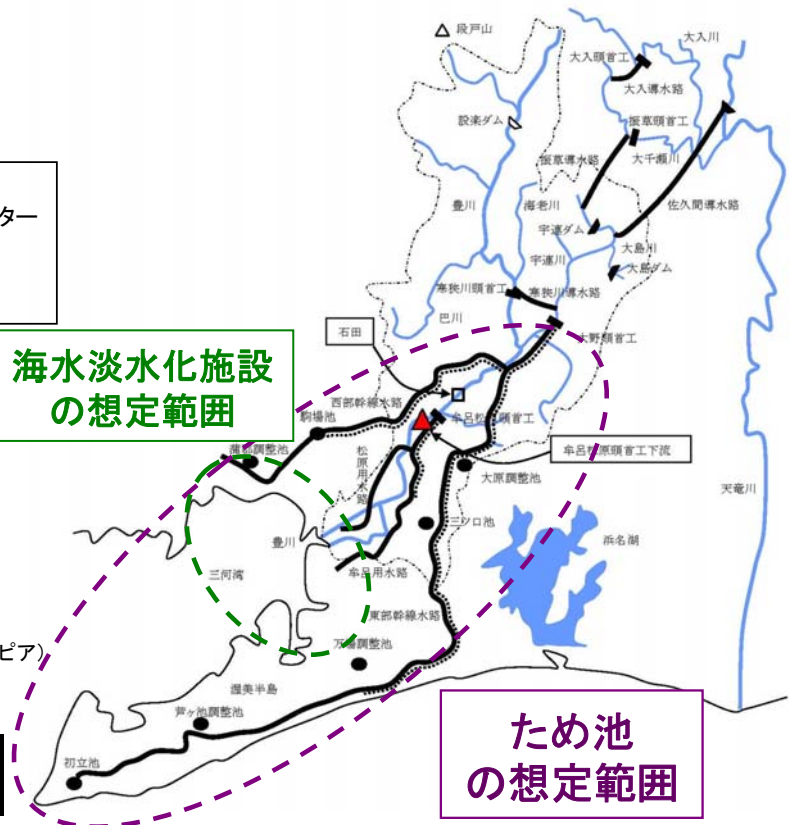 段戸山
大入川
大入頭首工
大入導水路
設楽ダム
振草頭首工
振草導水路
大千瀬川
ター
豊川
海老川
佐久間導水路
宇連ダム
大島川
宇連川
大島ダム
寒狭川頭首工
寒狭川導水路
巴川
大野頭首工
石田
海水淡水化施設
の想定範囲
西部幹線水路
駒場池
牟呂松原頭首工
蒲郡調整池
松原用水路
牟呂松原頭首工下流
大原調整池
天竜川
三ツ口池
豊川
浜名湖
三河湾
牟呂用水路
東部幹線水路
万場調整池
ピア)
渥美半島
芦ヶ池調整池
ため池
の想定範囲
初立池